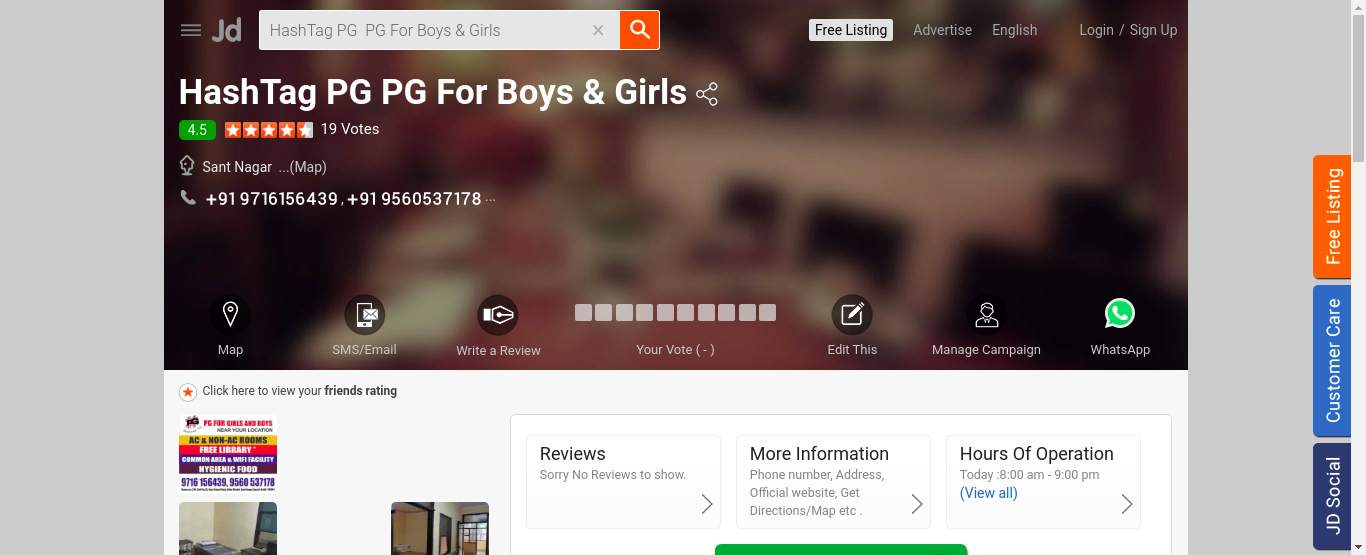 Jd
HashTag PG  PG For Boys & Girls
Free Listing
Advertise
English
Login / Sign Up
HashTag PG PG For Boys & Girls
4.5
19 Votes
Sant Nagar ...(Map)
+91 9716156439 , +91 9560537178 ...
Map
SMS/Email
Write a Review
Your Vote ( - )
Edit This
Manage Campaign
WhatsApp
Click here to view your friends rating
PG FOR GIRLS AND BOYS
NEAR YOUR LOCATION
AC & NON-AC ROOMS
FREE LIBRARY
COMMON AREA & WIFI FACILITY
HYGIENIC FOOD
9716 156439, 9560 537178
Reviews
Sorry No Reviews to show.
More Information
Phone number, Address,
Official website, Get
Directions/Map etc .
Hours Of Operation
Today :8:00 am - 9:00 pm
(View all)
Free Listing
Customer Care
JD Social